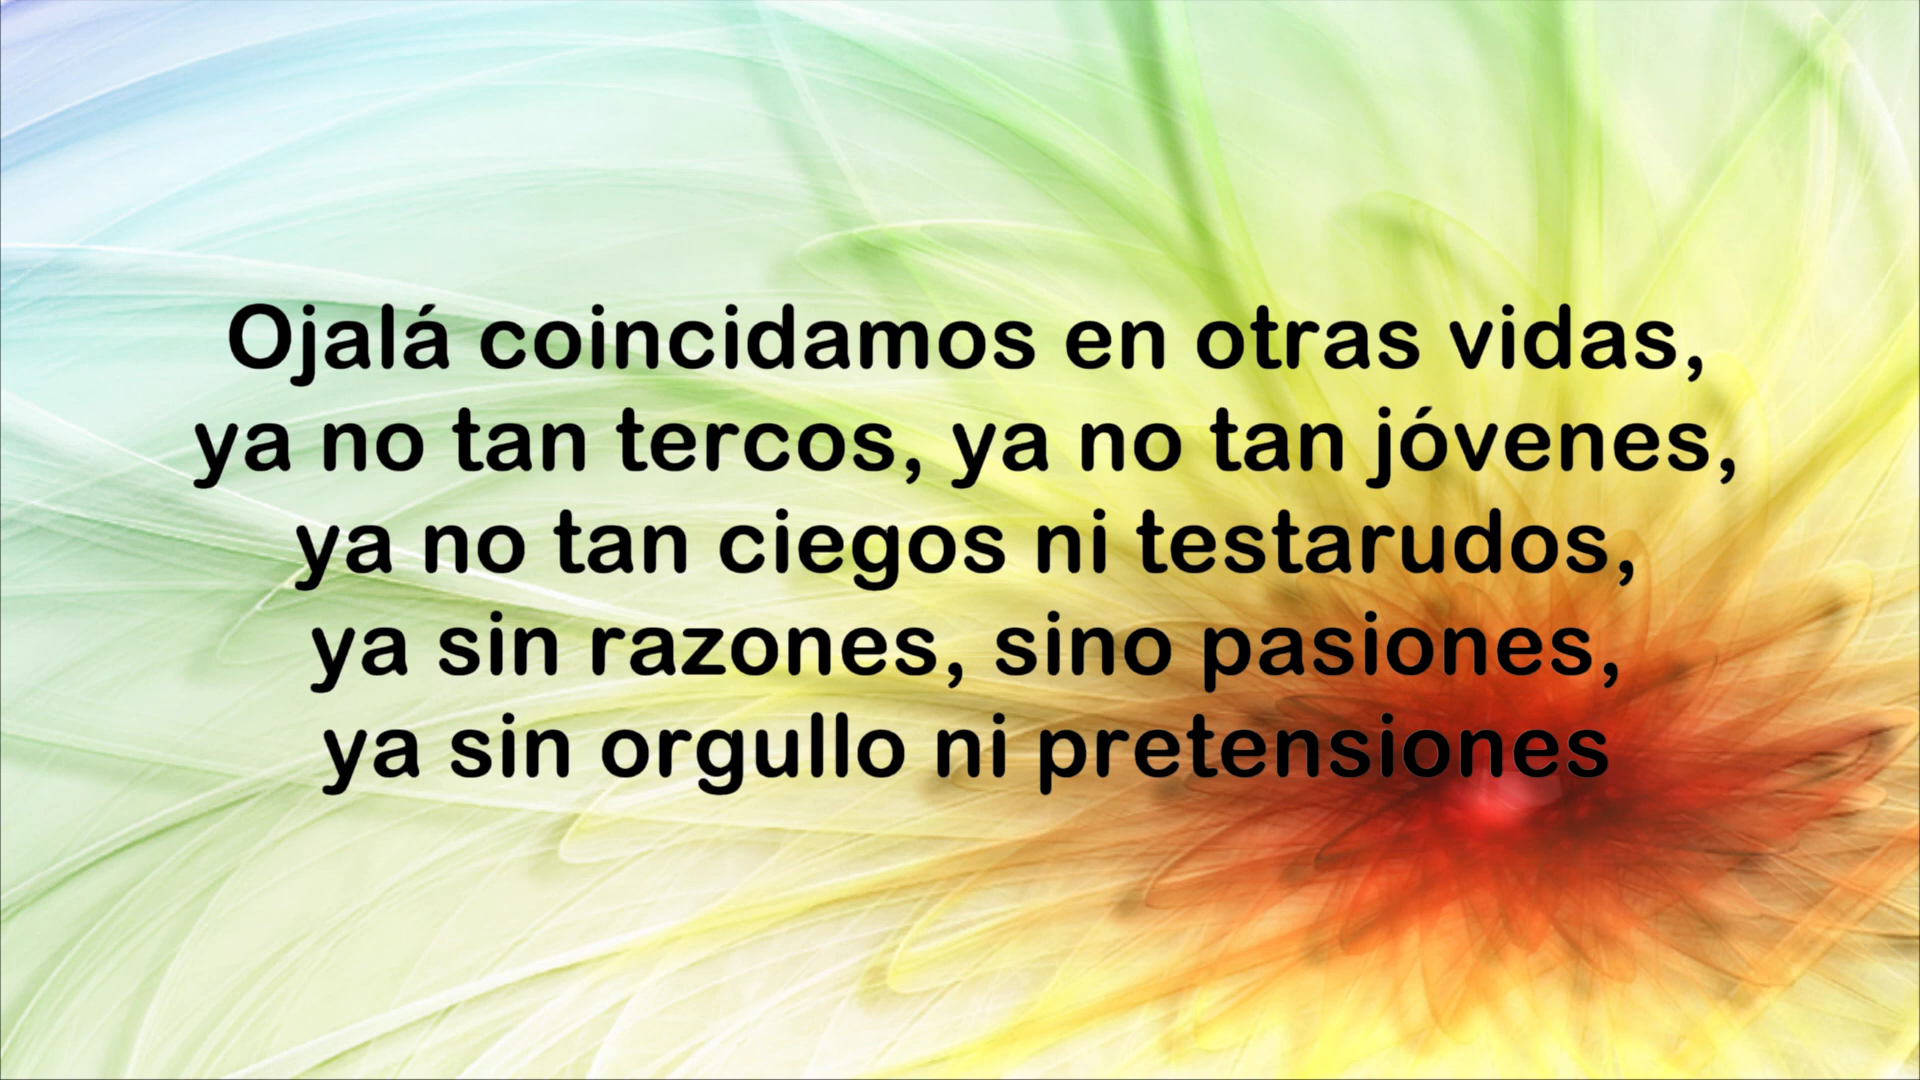 Ojalá coincidamos en otras vidas,
ya no tan tercos, ya no tan jóvenes,
ya no tan ciegos ni testarudos,
ya sin razones, sino pasiones,
ya sin orgullo ni pretensiones